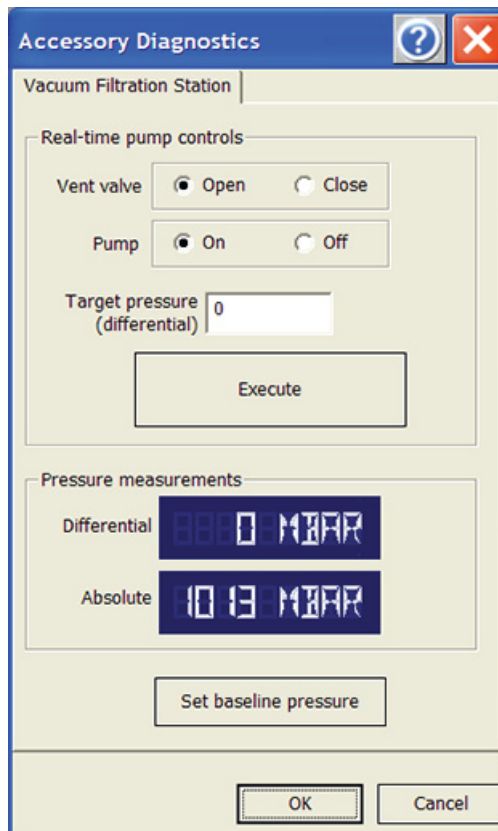 Accessory Diagnostics
Vacuum Filtration Station
Real-time pump controls
Vent valve Open Close
Pump On Off
Target pressure 0
(differential)
Execute
Pressure measurements
Differential 0 MBAR
Absolute 1013 MBAR
Set baseline pressure
OK Cancel